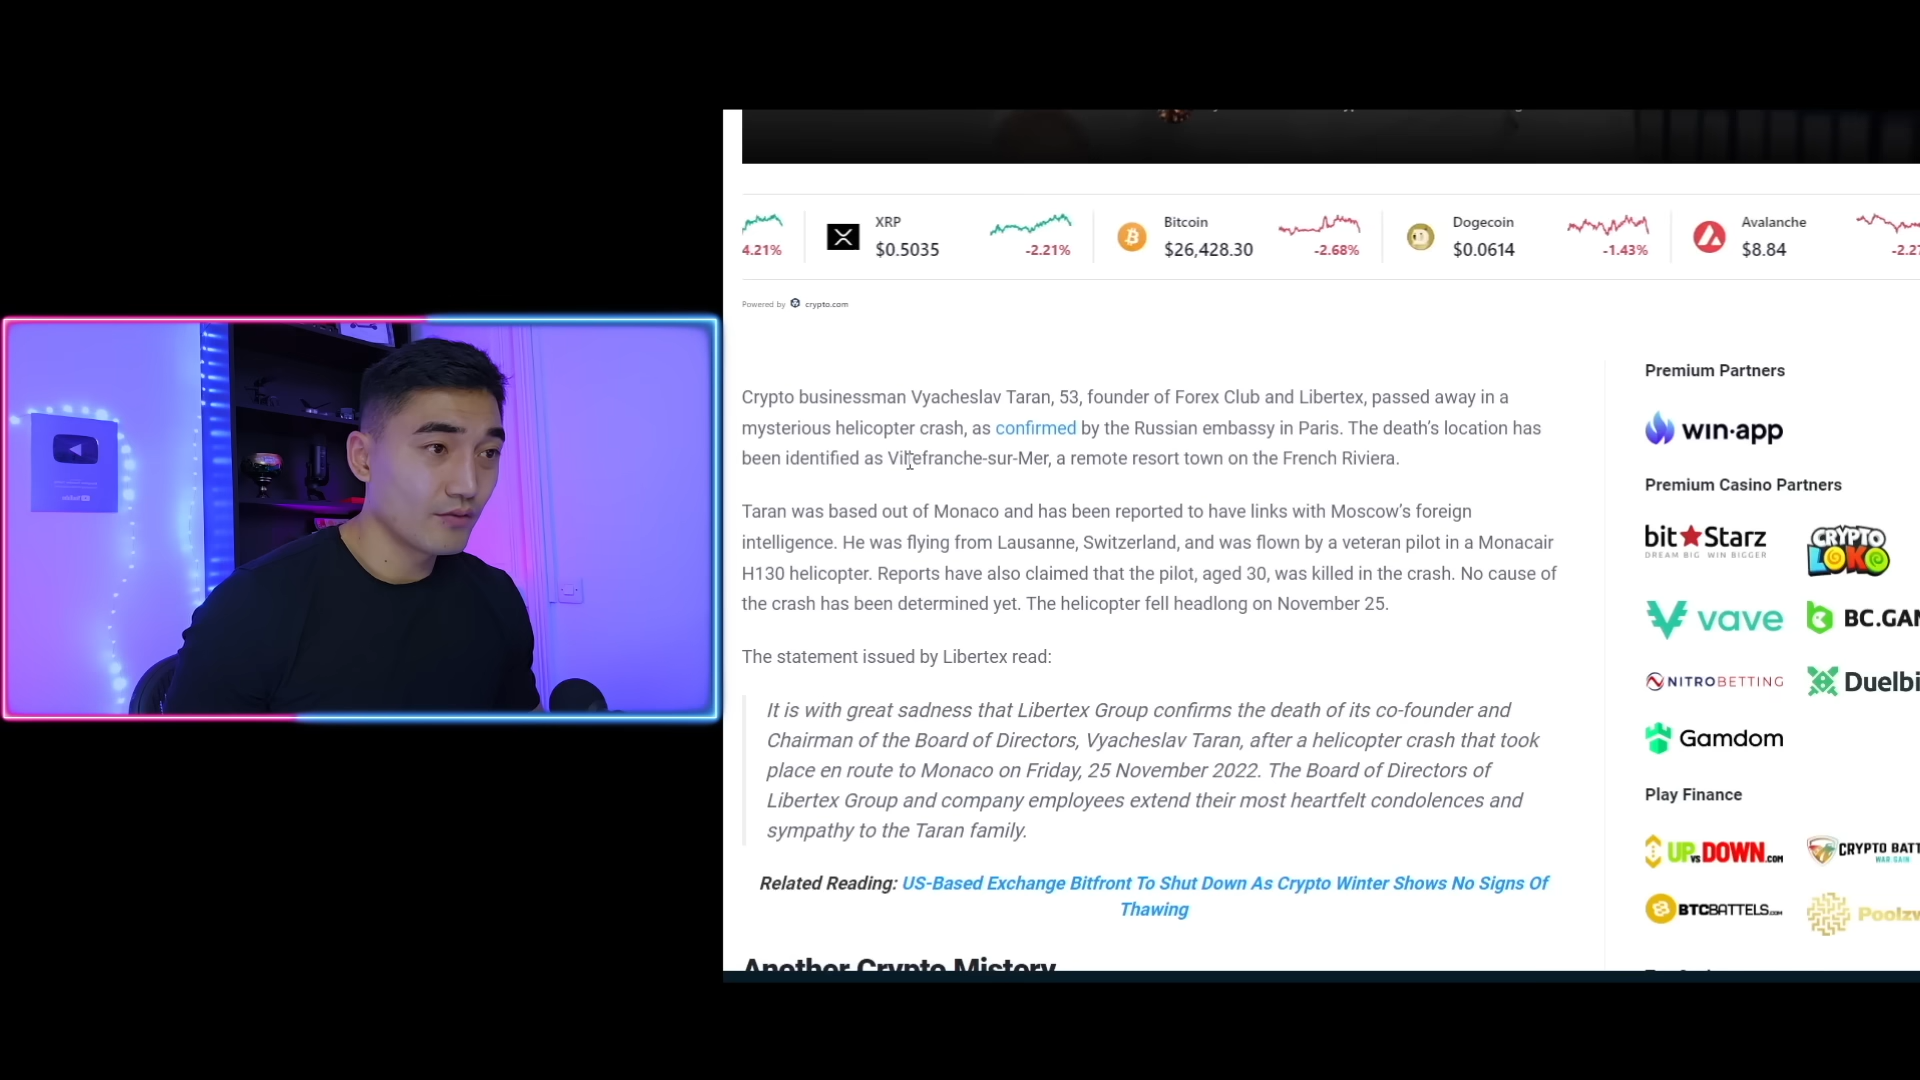 4.21%
XRP
$0.5035
-2.21%
Bitcoin
$26,428.30
-2.68%
Dogecoin
$0.0614
-1.43%
Avalanche
$8.84
Powered by crypto.com
Crypto businessman Vyacheslav Taran, 53, founder of Forex Club and Libertex, passed away in a
mysterious helicopter crash, as confirmed by the Russian embassy in Paris. The death's location has
been identified as Villefranche-sur-Mer, a remote resort town on the French Riviera.
Taran was based out of Monaco and has been reported to have links with Moscow's foreign
intelligence. He was flying from Lausanne, Switzerland, and was flown by a veteran pilot in a Monacair
H130 helicopter. Reports have also claimed that the pilot, aged 30, was killed in the crash. No cause of
the crash has been determined yet. The helicopter fell headlong on November 25.
The statement issued by Libertex read:
It is with great sadness that Libertex Group confirms the death of its co-founder and
Chairman of the Board of Directors, Vyacheslav Taran, after a helicopter crash that took
place en route to Monaco on Friday, 25 November 2022. The Board of Directors of
Libertex Group and company employees extend their most heartfelt condolences and
sympathy to the Taran family.
Related Reading: US-Based Exchange Bitfront To Shut Down As Crypto Winter Shows No Signs Of
Thawing
Another Crypto Mistory
Premium Partners
win·app
Premium Casino Partners
bit★Starz
DREAM BIG WIN BIGGER
CRYPTO
LOKO
vave
BC.GAM
NITROBETTING
Duelbi
Gamdom
Play Finance
UPvsDOWN.COM
CRYPTO BATT
WAR.GAIN
BTCBATTELS.COM
Poolz